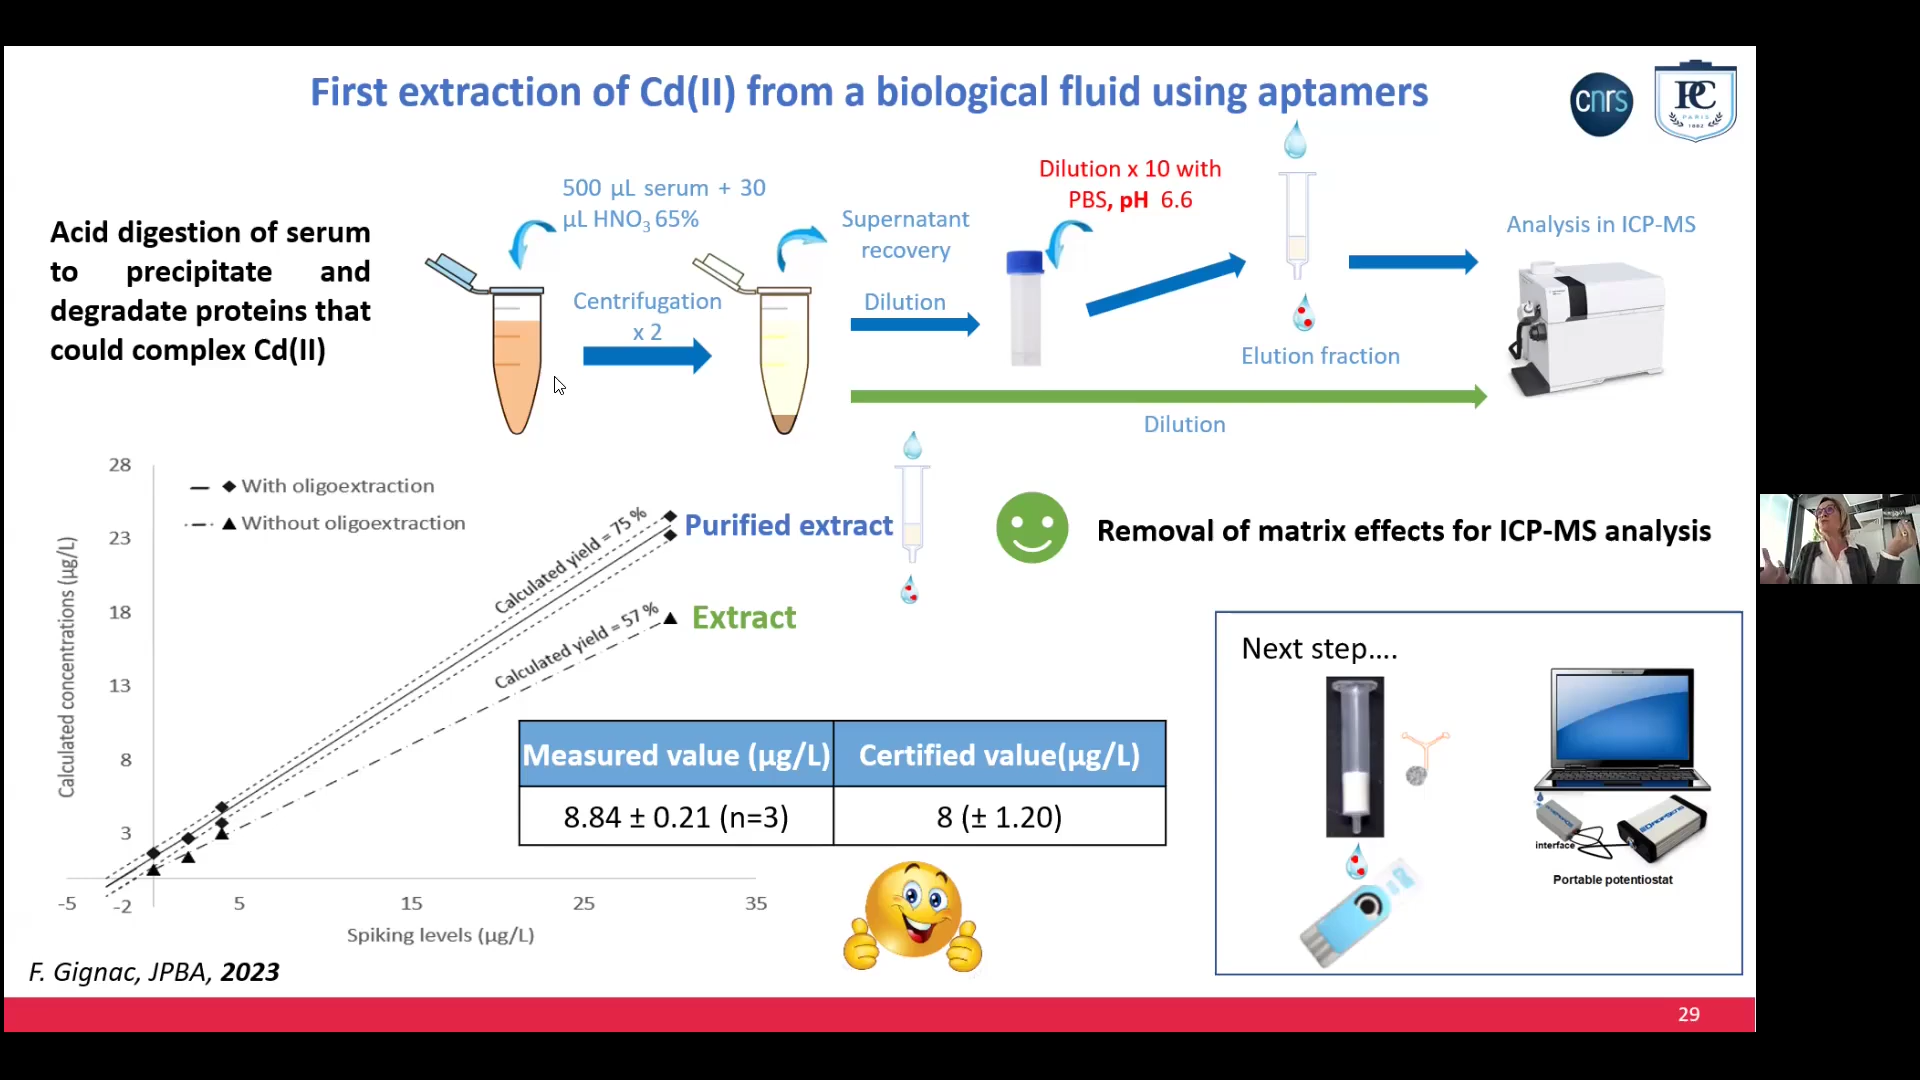 First extraction of Cd(II) from a biological fluid using aptamers
cnrs
PC
PARIS
1882
Acid digestion of serum
to precipitate and
degradate proteins that
could complex Cd(II)
500 µL serum + 30
µL HNO3 65%
Centrifugation
x 2
Supernatant
recovery
Dilution
Dilution x 10 with
PBS, pH 6.6
Elution fraction
Analysis in ICP-MS
Dilution
28
23
18
13
8
3
-2
-5
5
15
25
35
Calculated concentrations (µg/L)
Spiking levels (µg/L)
With oligoextraction
Without oligoextraction
Calculated yield = 75 %
Calculated yield = 57 %
Purified extract
Extract
Removal of matrix effects for ICP-MS analysis
Measured value (µg/L)
Certified value(µg/L)
8.84 ± 0.21 (n=3)
8 (± 1.20)
Next step....
interface
Portable potentiostat
F. Gignac, JPBA, 2023
29